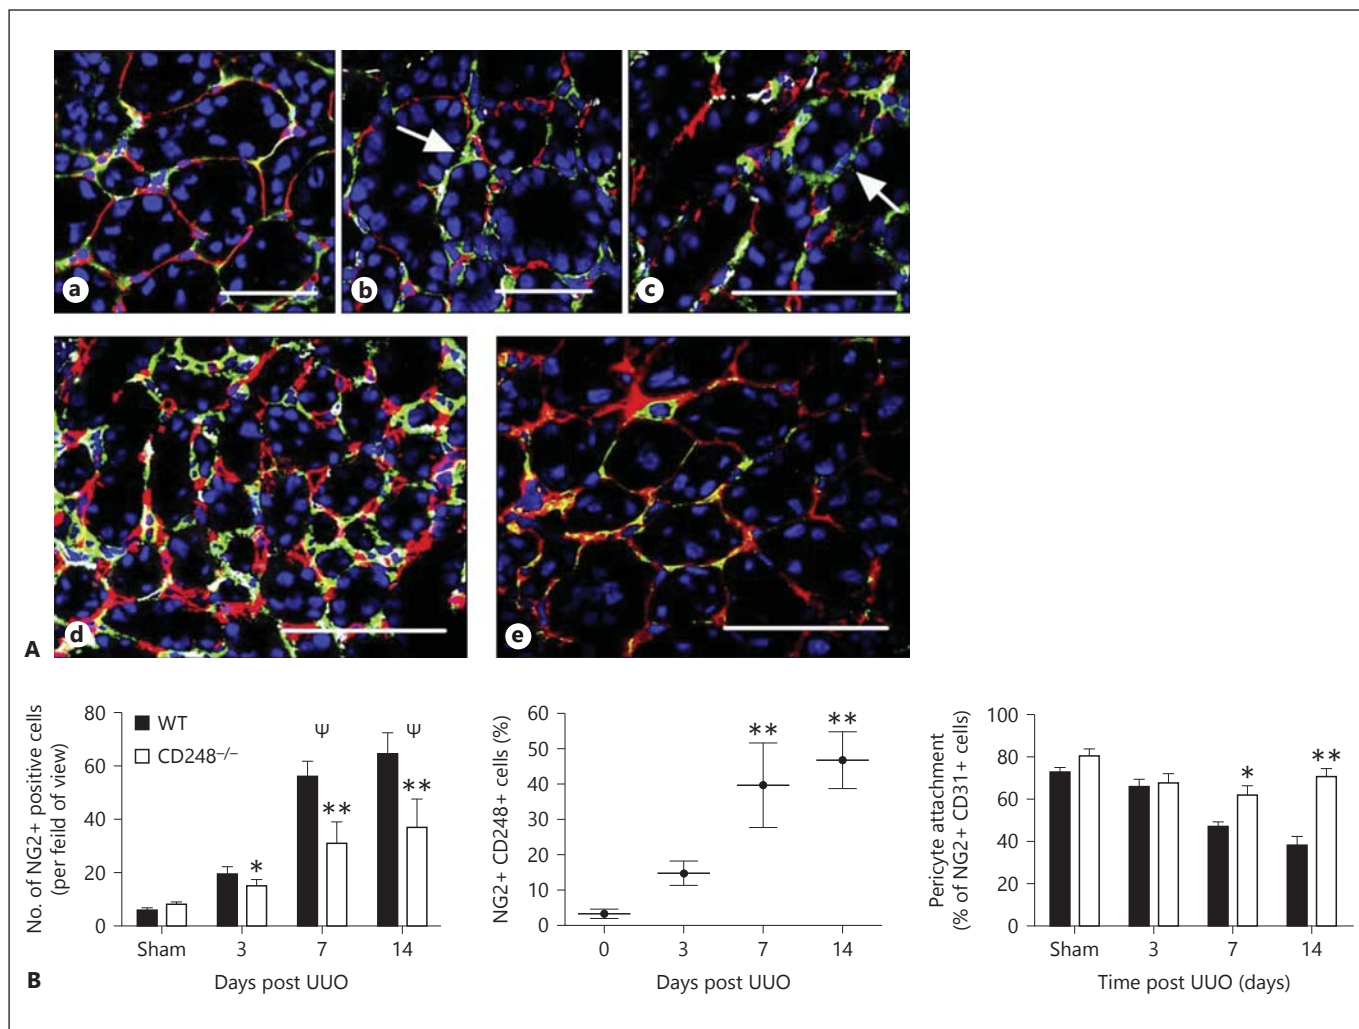 a
b
c
d
e
A
No. of NG2+ positive cells
(per feild of view)
80
60
40
20
0
WT
CD248–/–
Ψ
Ψ
*
**
**
Sham
3
7
14
Days post UUO
B
NG2+ CD248+ cells (%)
60
50
40
30
20
10
0
**
**
0
3
7
14
Days post UUO
Pericyte attachment
(% of NG2+ CD31+ cells)
100
80
60
40
20
0
*
**
Sham
3
7
14
Time post UUO (days)